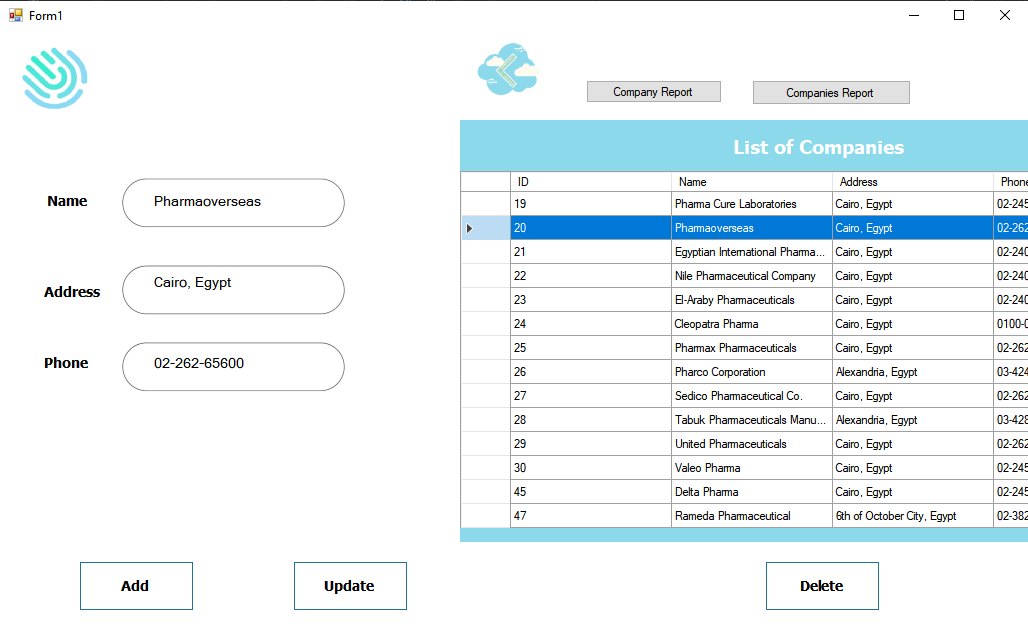 Form1
Company Report
Companies Report
List of Companies
Name Pharmaoverseas
Address Cairo, Egypt
Phone 02-262-65600
ID Name Address Phone
19 Pharma Cure Laboratories Cairo, Egypt 02-245
20 Pharmaoverseas Cairo, Egypt 02-262
21 Egyptian International Pharma... Cairo, Egypt 02-240
22 Nile Pharmaceutical Company Cairo, Egypt 02-240
23 El-Araby Pharmaceuticals Cairo, Egypt 02-240
24 Cleopatra Pharma Cairo, Egypt 0100-0
25 Pharmax Pharmaceuticals Cairo, Egypt 02-262
26 Pharco Corporation Alexandria, Egypt 03-424
27 Sedico Pharmaceutical Co. Cairo, Egypt 02-262
28 Tabuk Pharmaceuticals Manu... Alexandria, Egypt 03-428
29 United Pharmaceuticals Cairo, Egypt 02-262
30 Valeo Pharma Cairo, Egypt 02-245
45 Delta Pharma Cairo, Egypt 02-245
47 Rameda Pharmaceutical 6th of October City, Egypt 02-382
Add
Update
Delete